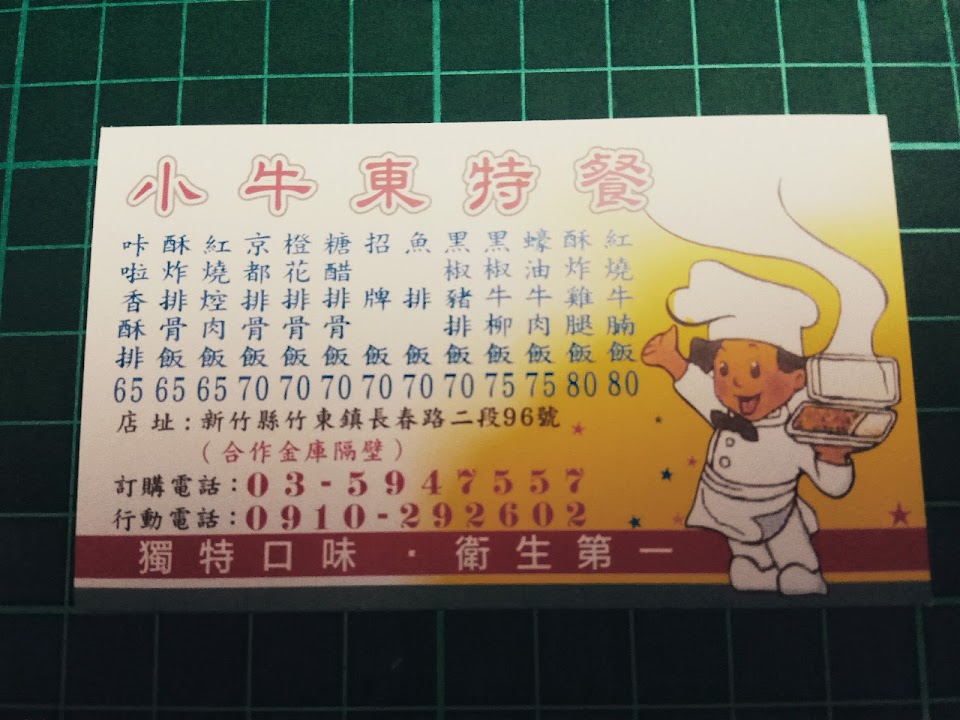 小牛東特餐
咔啦香酥排 65
酥炸排骨飯 65
紅燒焢肉飯 65
京都排骨飯 70
橙花排骨飯 70
糖醋排骨飯 70
招牌飯 70
魚排飯 70
黑椒豬排飯 70
黑椒牛柳飯 75
蠔油牛肉飯 75
酥炸雞腿飯 80
紅燒牛腩飯 80
店址：新竹縣竹東鎮長春路二段96號
（合作金庫隔壁）
訂購電話：03-5947557
行動電話：0910-292602
獨特口味．衛生第一